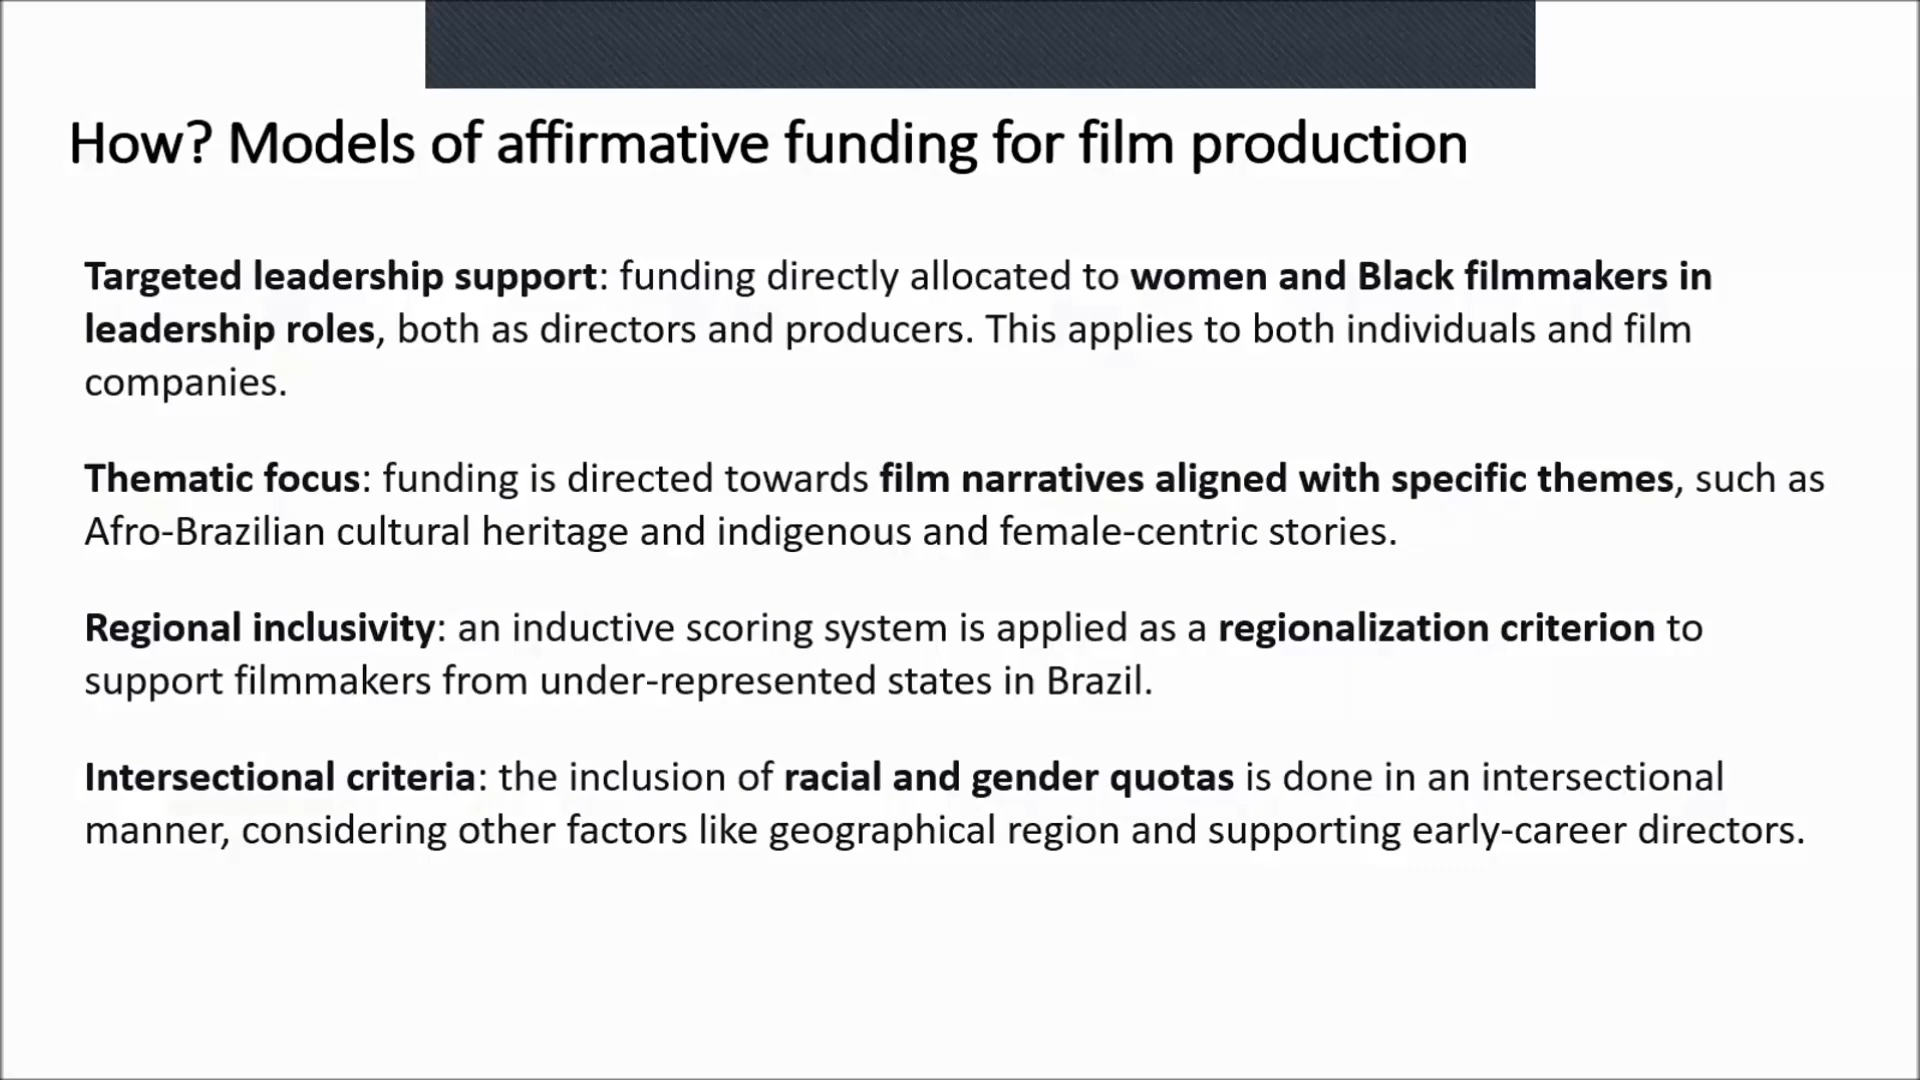 How? Models of affirmative funding for film production
Targeted leadership support: funding directly allocated to women and Black filmmakers in
leadership roles, both as directors and producers. This applies to both individuals and film
companies.
Thematic focus: funding is directed towards film narratives aligned with specific themes, such as
Afro-Brazilian cultural heritage and indigenous and female-centric stories.
Regional inclusivity: an inductive scoring system is applied as a regionalization criterion to
support filmmakers from under-represented states in Brazil.
Intersectional criteria: the inclusion of racial and gender quotas is done in an intersectional
manner, considering other factors like geographical region and supporting early-career directors.